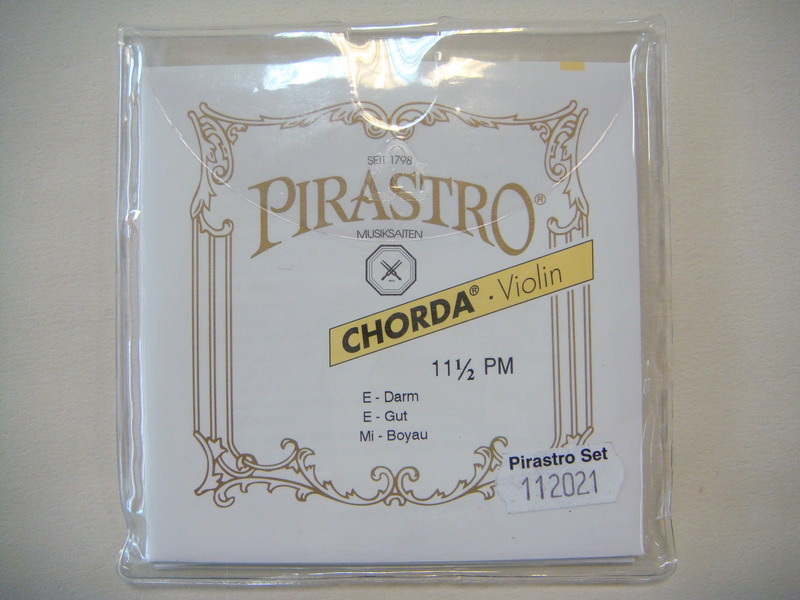 SEIT 1798
PIRASTRO®
MUSIKSAITEN
CHORDA® · Violin
11½ PM
E - Darm
E - Gut
Mi - Boyau
Pirastro Set
112021